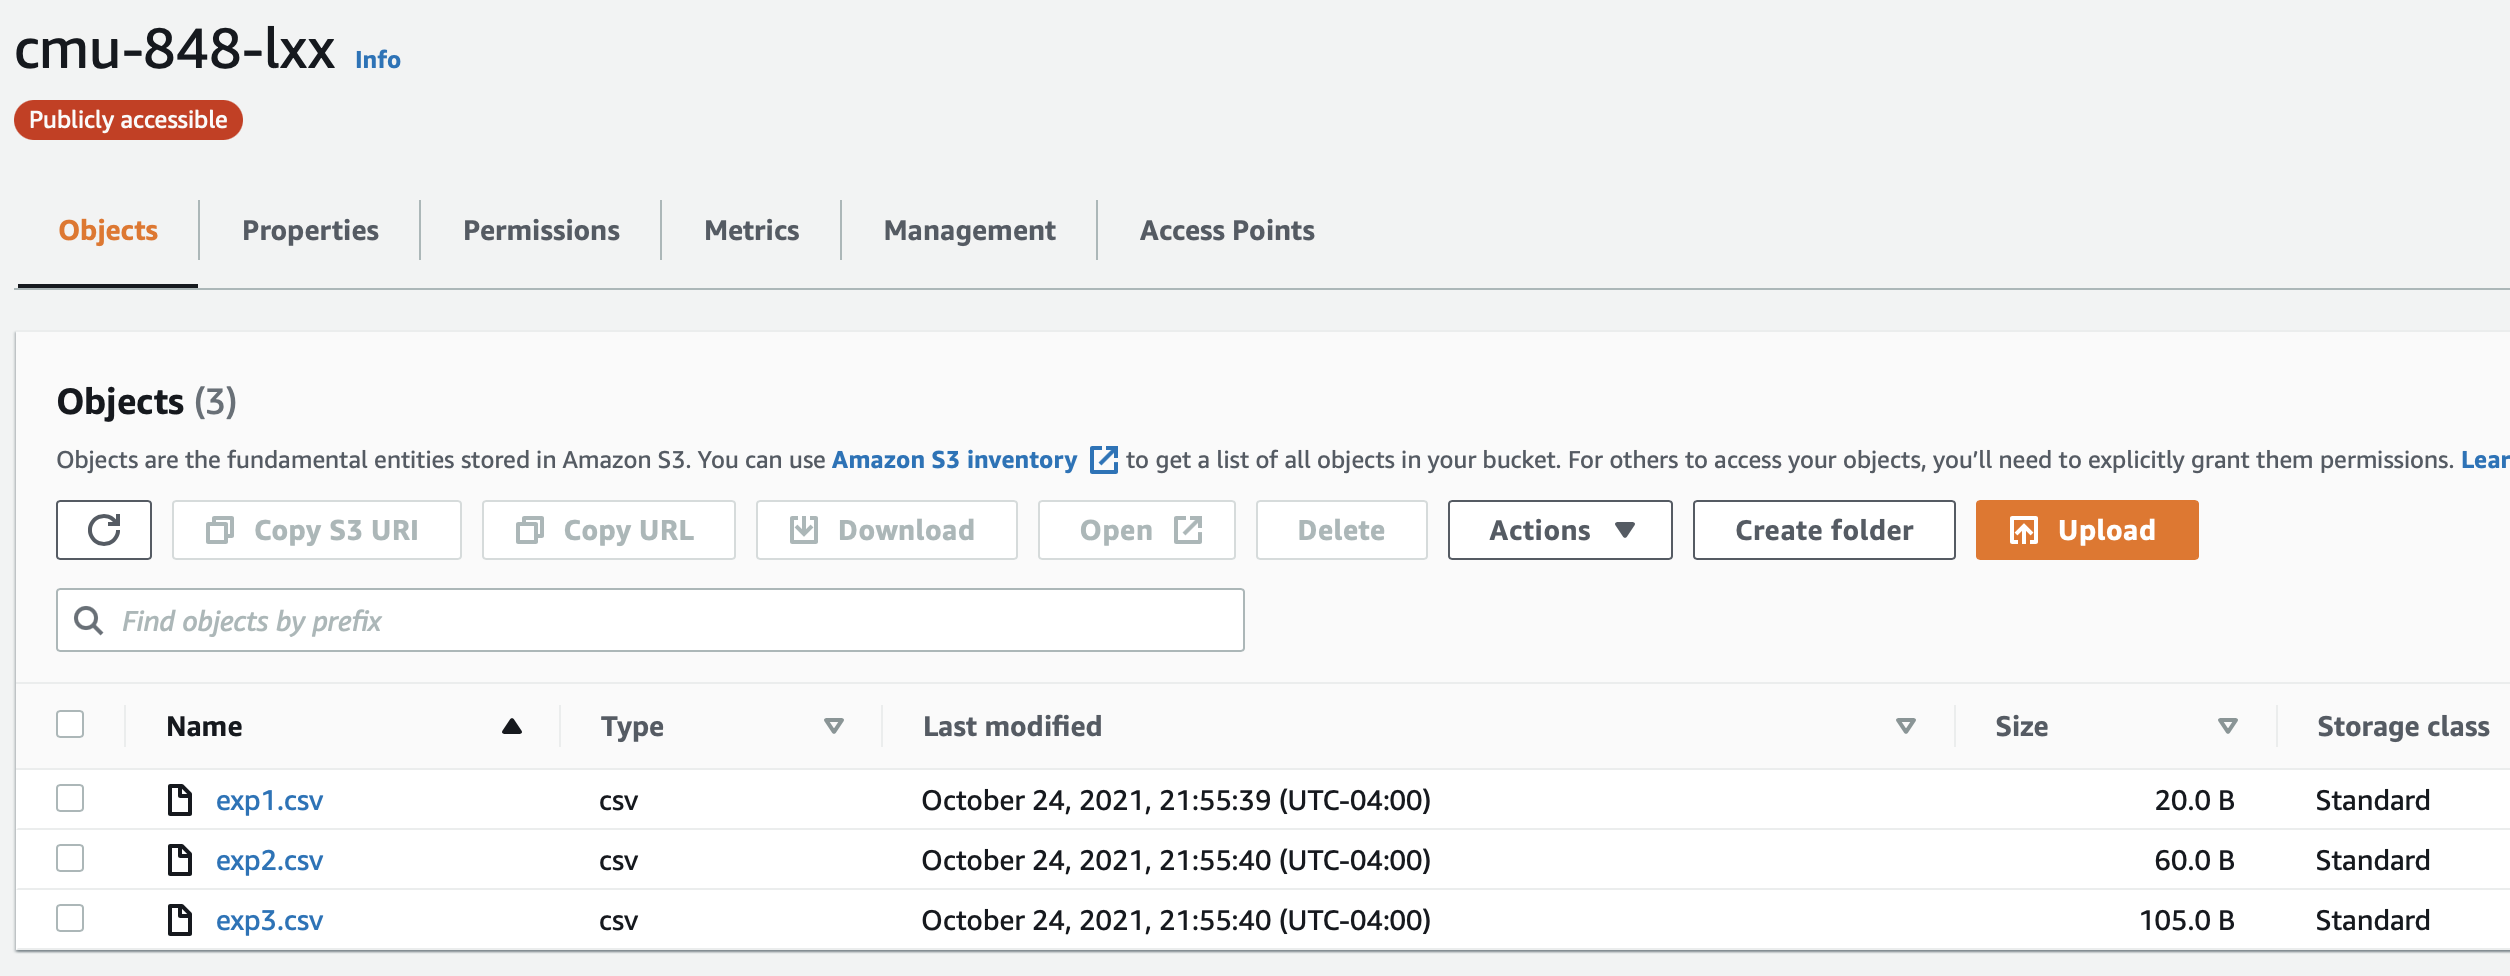 cmu-848-lxx Info
Publicly accessible
Objects Properties Permissions Metrics Management Access Points
Objects (3)
Objects are the fundamental entities stored in Amazon S3. You can use Amazon S3 inventory to get a list of all objects in your bucket. For others to access your objects, you’ll need to explicitly grant them permissions. Lear
Copy S3 URI Copy URL Download Open Delete Actions Create folder Upload
Find objects by prefix
Name Type Last modified Size Storage class
exp1.csv csv October 24, 2021, 21:55:39 (UTC-04:00) 20.0 B Standard
exp2.csv csv October 24, 2021, 21:55:40 (UTC-04:00) 60.0 B Standard
exp3.csv csv October 24, 2021, 21:55:40 (UTC-04:00) 105.0 B Standard